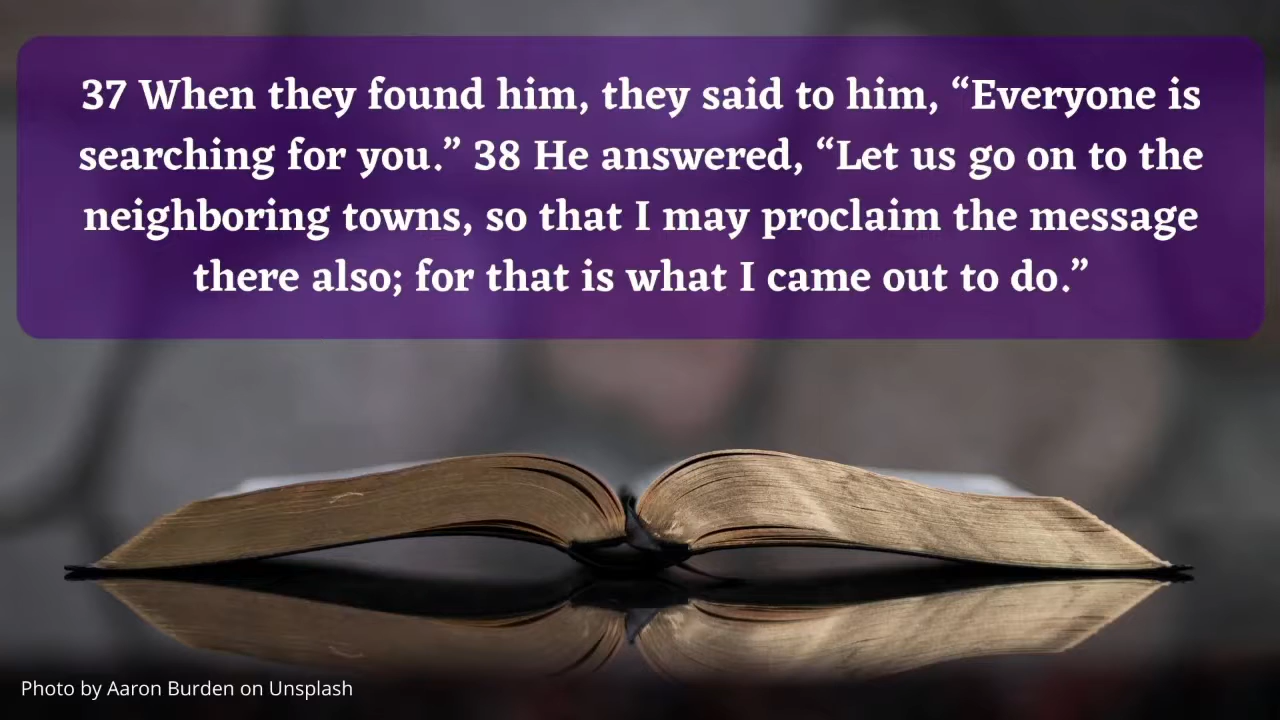 37 When they found him, they said to him, “Everyone is
searching for you.” 38 He answered, “Let us go on to the
neighboring towns, so that I may proclaim the message
there also; for that is what I came out to do.”
Photo by Aaron Burden on Unsplash